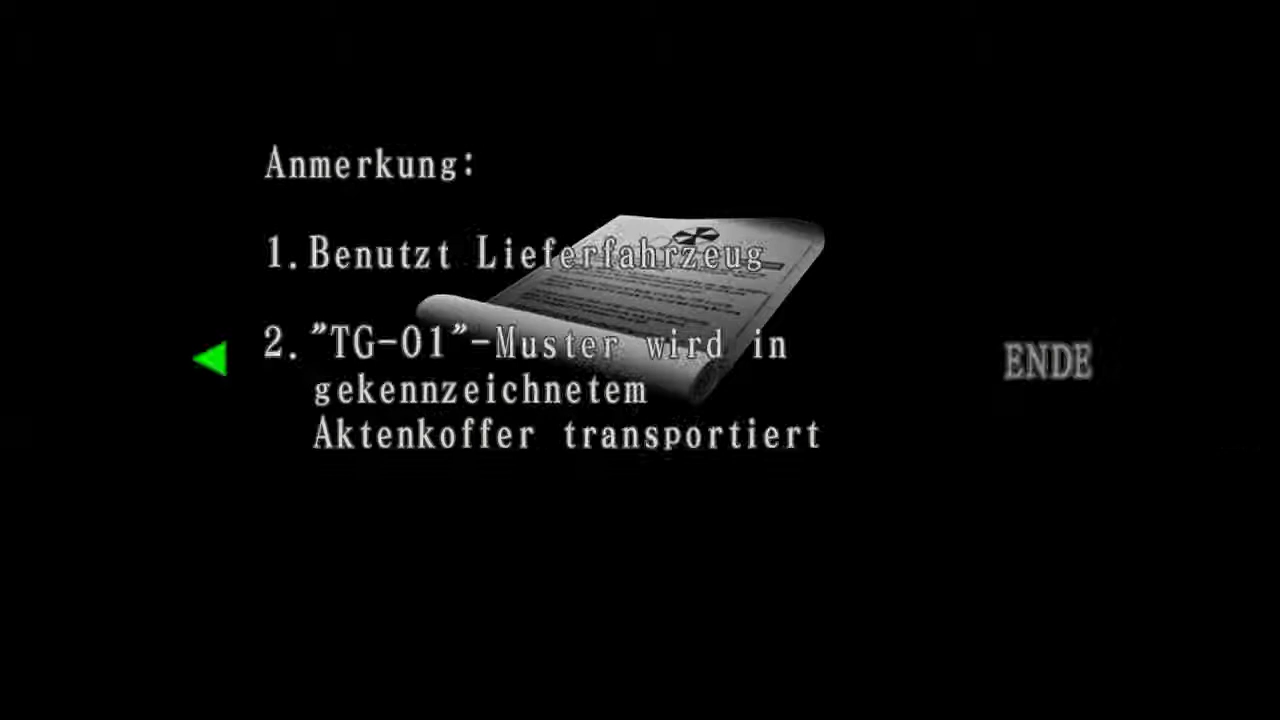 Anmerkung:
1.Benutzt Lieferfahrzeug
2."TG-01"-Muster wird in
gekennzeichnetem
Aktenkoffer transportiert
ENDE